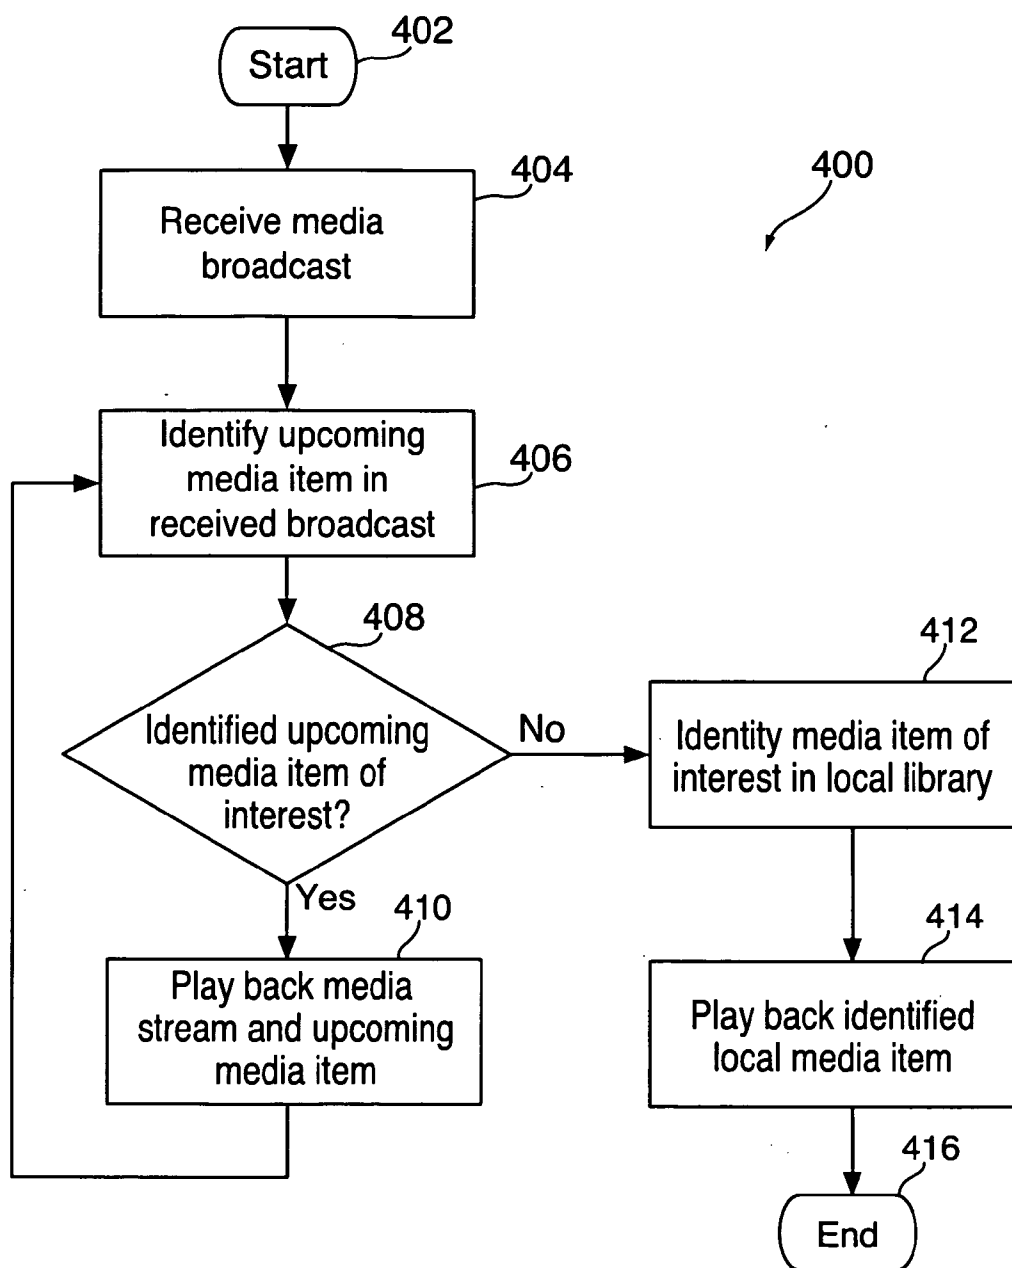 Start
402
404
400
Receive media
broadcast
Identify upcoming
media item in
received broadcast
406
408
Identified upcoming
media item of
interest?
No
Yes
412
Identity media item of
interest in local library
410
Play back media
stream and upcoming
media item
414
Play back identified
local media item
416
End